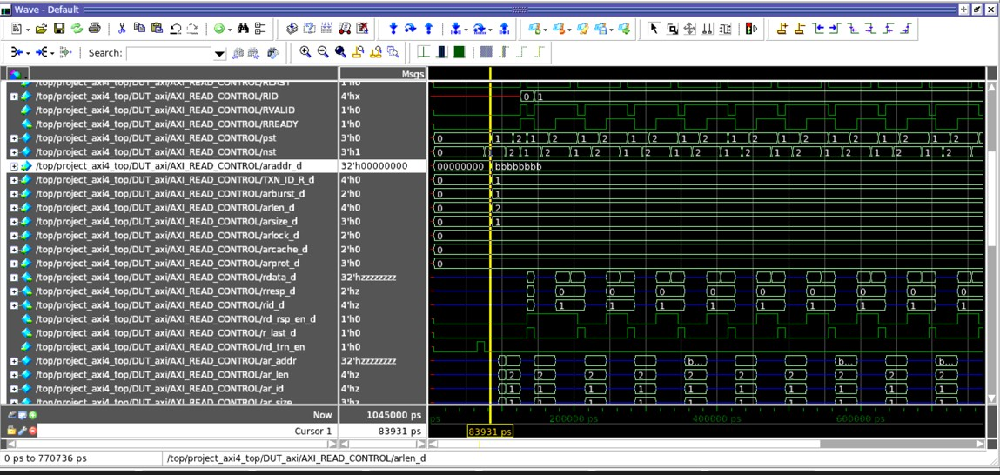 Wave - Default
Search:
Msgs
/top/project_axi4_top/DUT_axi/AXI_READ_CONTROL/RLAST 1'h0
/top/project_axi4_top/DUT_axi/AXI_READ_CONTROL/RID 4'hx 0 1
/top/project_axi4_top/DUT_axi/AXI_READ_CONTROL/RVALID 1'h0
/top/project_axi4_top/DUT_axi/AXI_READ_CONTROL/RREADY 1'h0
/top/project_axi4_top/DUT_axi/AXI_READ_CONTROL/pst 3'h0 0 1 2 1 2 1 2 1 2 1 2 1 2 1 2 1 2 1 2 1 2
/top/project_axi4_top/DUT_axi/AXI_READ_CONTROL/nst 3'h1 0 1 2 1 2 1 2 1 2 1 2 1 2 1 2 1 2 1 2 1 2
/top/project_axi4_top/DUT_axi/AXI_READ_CONTROL/araddr_d 32'h00000000 00000000 bbbbbbbb
/top/project_axi4_top/DUT_axi/AXI_READ_CONTROL/TXN_ID_R_d 4'h0 0 1
/top/project_axi4_top/DUT_axi/AXI_READ_CONTROL/arburst_d 2'h0 0 1
/top/project_axi4_top/DUT_axi/AXI_READ_CONTROL/arlen_d 4'h0 0 2
/top/project_axi4_top/DUT_axi/AXI_READ_CONTROL/arsize_d 3'h0 0 1
/top/project_axi4_top/DUT_axi/AXI_READ_CONTROL/arlock_d 2'h0 0
/top/project_axi4_top/DUT_axi/AXI_READ_CONTROL/arcache_d 2'h0 0
/top/project_axi4_top/DUT_axi/AXI_READ_CONTROL/arprot_d 3'h0 0
/top/project_axi4_top/DUT_axi/AXI_READ_CONTROL/rdata_d 32'hzzzzzzzz
/top/project_axi4_top/DUT_axi/AXI_READ_CONTROL/rresp_d 2'hz 0 0 0 0 0 0 0 0 0
/top/project_axi4_top/DUT_axi/AXI_READ_CONTROL/rid_d 4'hz 1 1 1 1 1 1 1 1 1
/top/project_axi4_top/DUT_axi/AXI_READ_CONTROL/rd_rsp_en_d 1'h0
/top/project_axi4_top/DUT_axi/AXI_READ_CONTROL/r_last_d 1'h0
/top/project_axi4_top/DUT_axi/AXI_READ_CONTROL/rd_trn_en 1'h0
/top/project_axi4_top/DUT_axi/AXI_READ_CONTROL/ar_addr 32'hzzzzzzzz b... b... b...
/top/project_axi4_top/DUT_axi/AXI_READ_CONTROL/ar_len 4'hz 2 2 2 2 2 2 2 2 2 2
/top/project_axi4_top/DUT_axi/AXI_READ_CONTROL/ar_id 4'hz 1 1 1 1 1 1 1 1 1 1
/top/project_axi4_top/DUT_axi/AXI_READ_CONTROL/ar_size 3'hz
Now 1045000 ps ps 200000 ps 400000 ps 600000 ps
Cursor 1 83931 ps 83931 ps
0 ps to 770736 ps /top/project_axi4_top/DUT_axi/AXI_READ_CONTROL/arlen_d